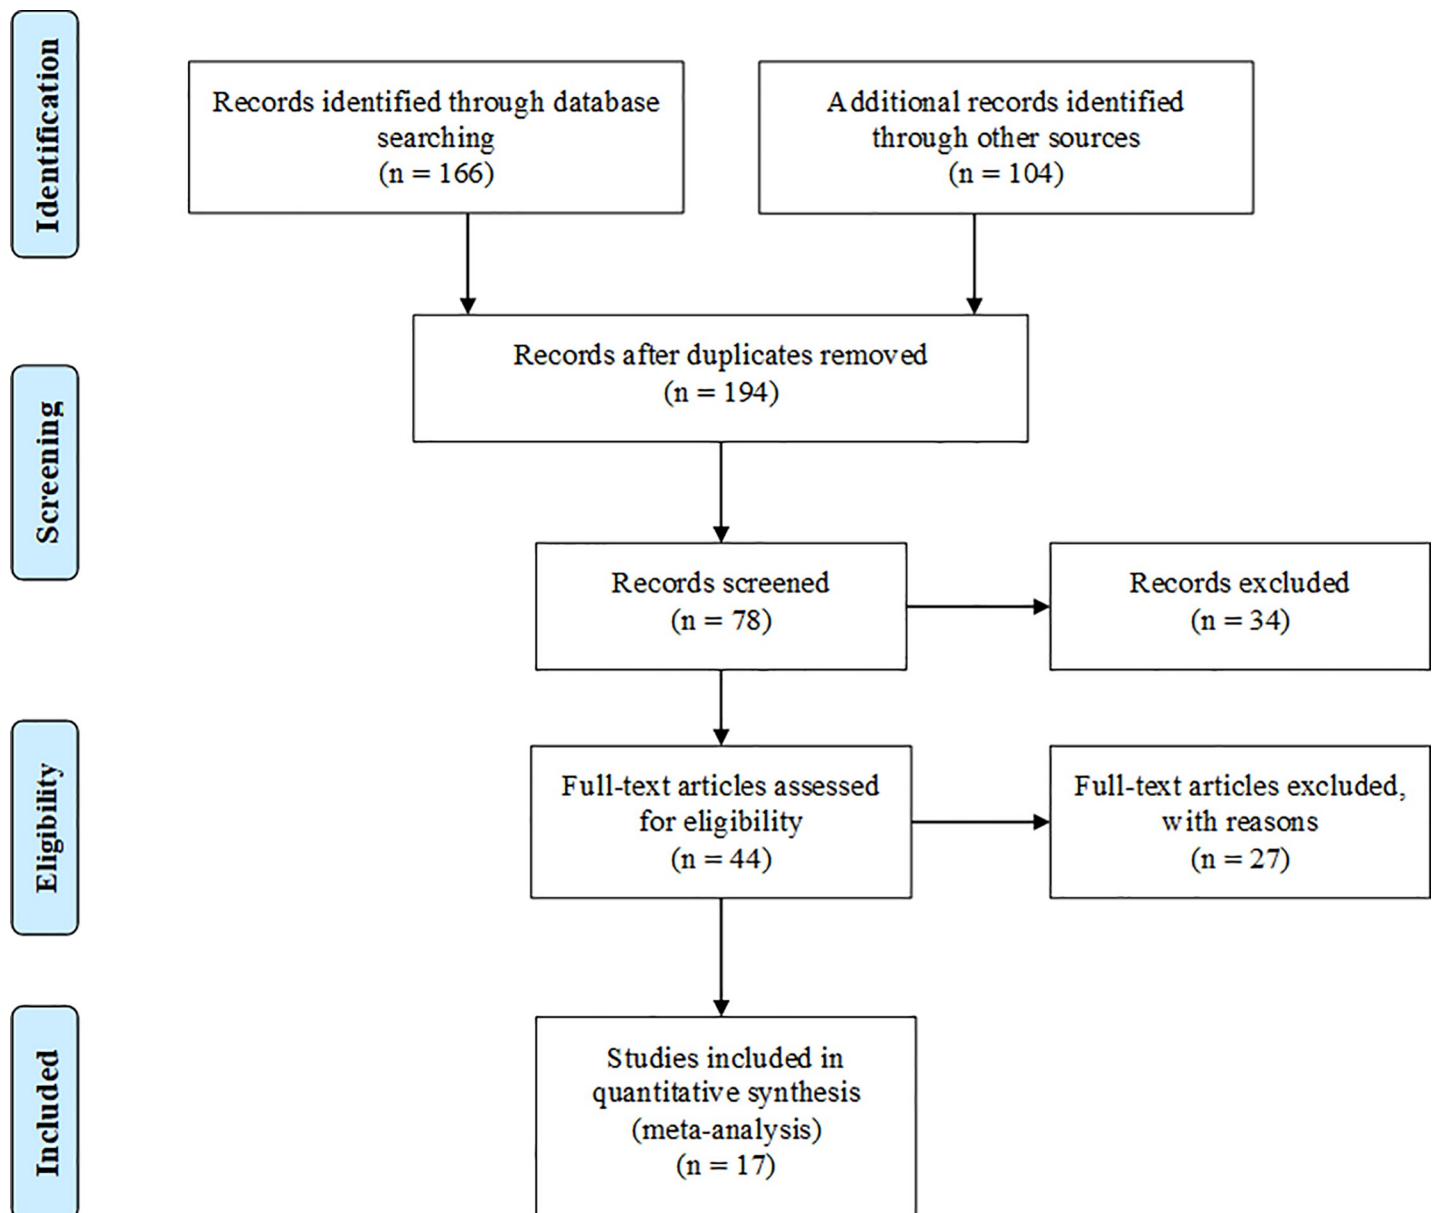 Identification
Records identified through database
searching
(n = 166)
Additional records identified
through other sources
(n = 104)
Records after duplicates removed
(n = 194)
Screening
Records screened
(n = 78)
Records excluded
(n = 34)
Eligibility
Full-text articles assessed
for eligibility
(n = 44)
Full-text articles excluded,
with reasons
(n = 27)
Included
Studies included in
quantitative synthesis
(meta-analysis)
(n = 17)